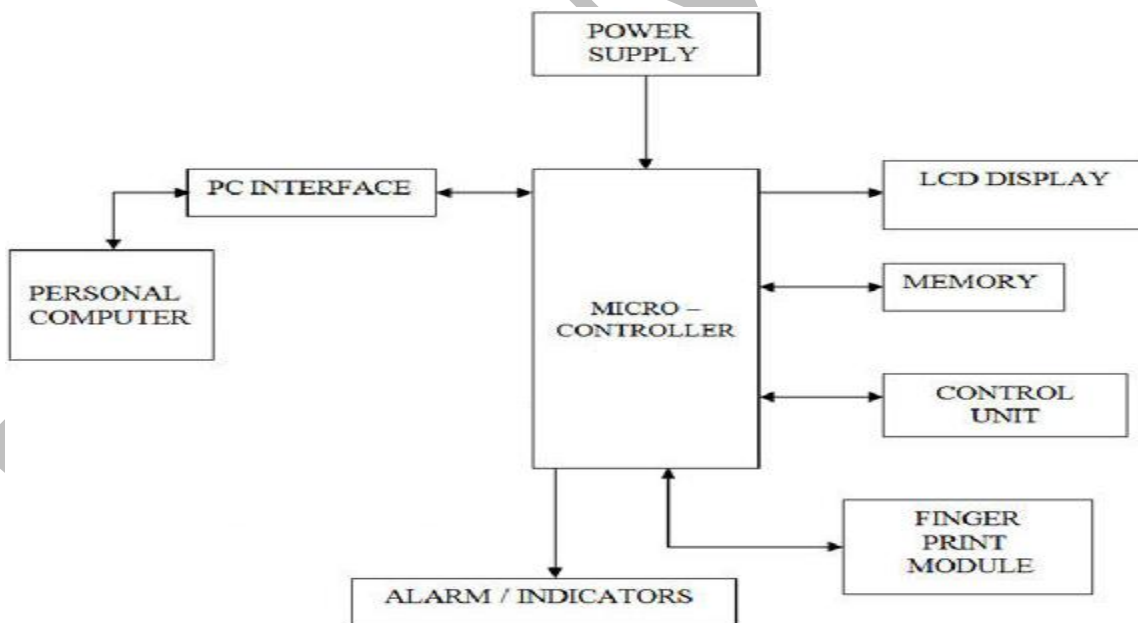 POWER
SUPPLY
PC INTERFACE
LCD DISPLAY
PERSONAL
COMPUTER
MEMORY
MICRO –
CONTROLLER
CONTROL
UNIT
FINGER
PRINT
MODULE
ALARM / INDICATORS